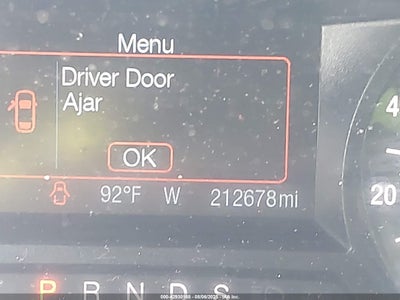 Menu
Driver Door
Ajar
OK
92°F W 212678mi
P R N D S